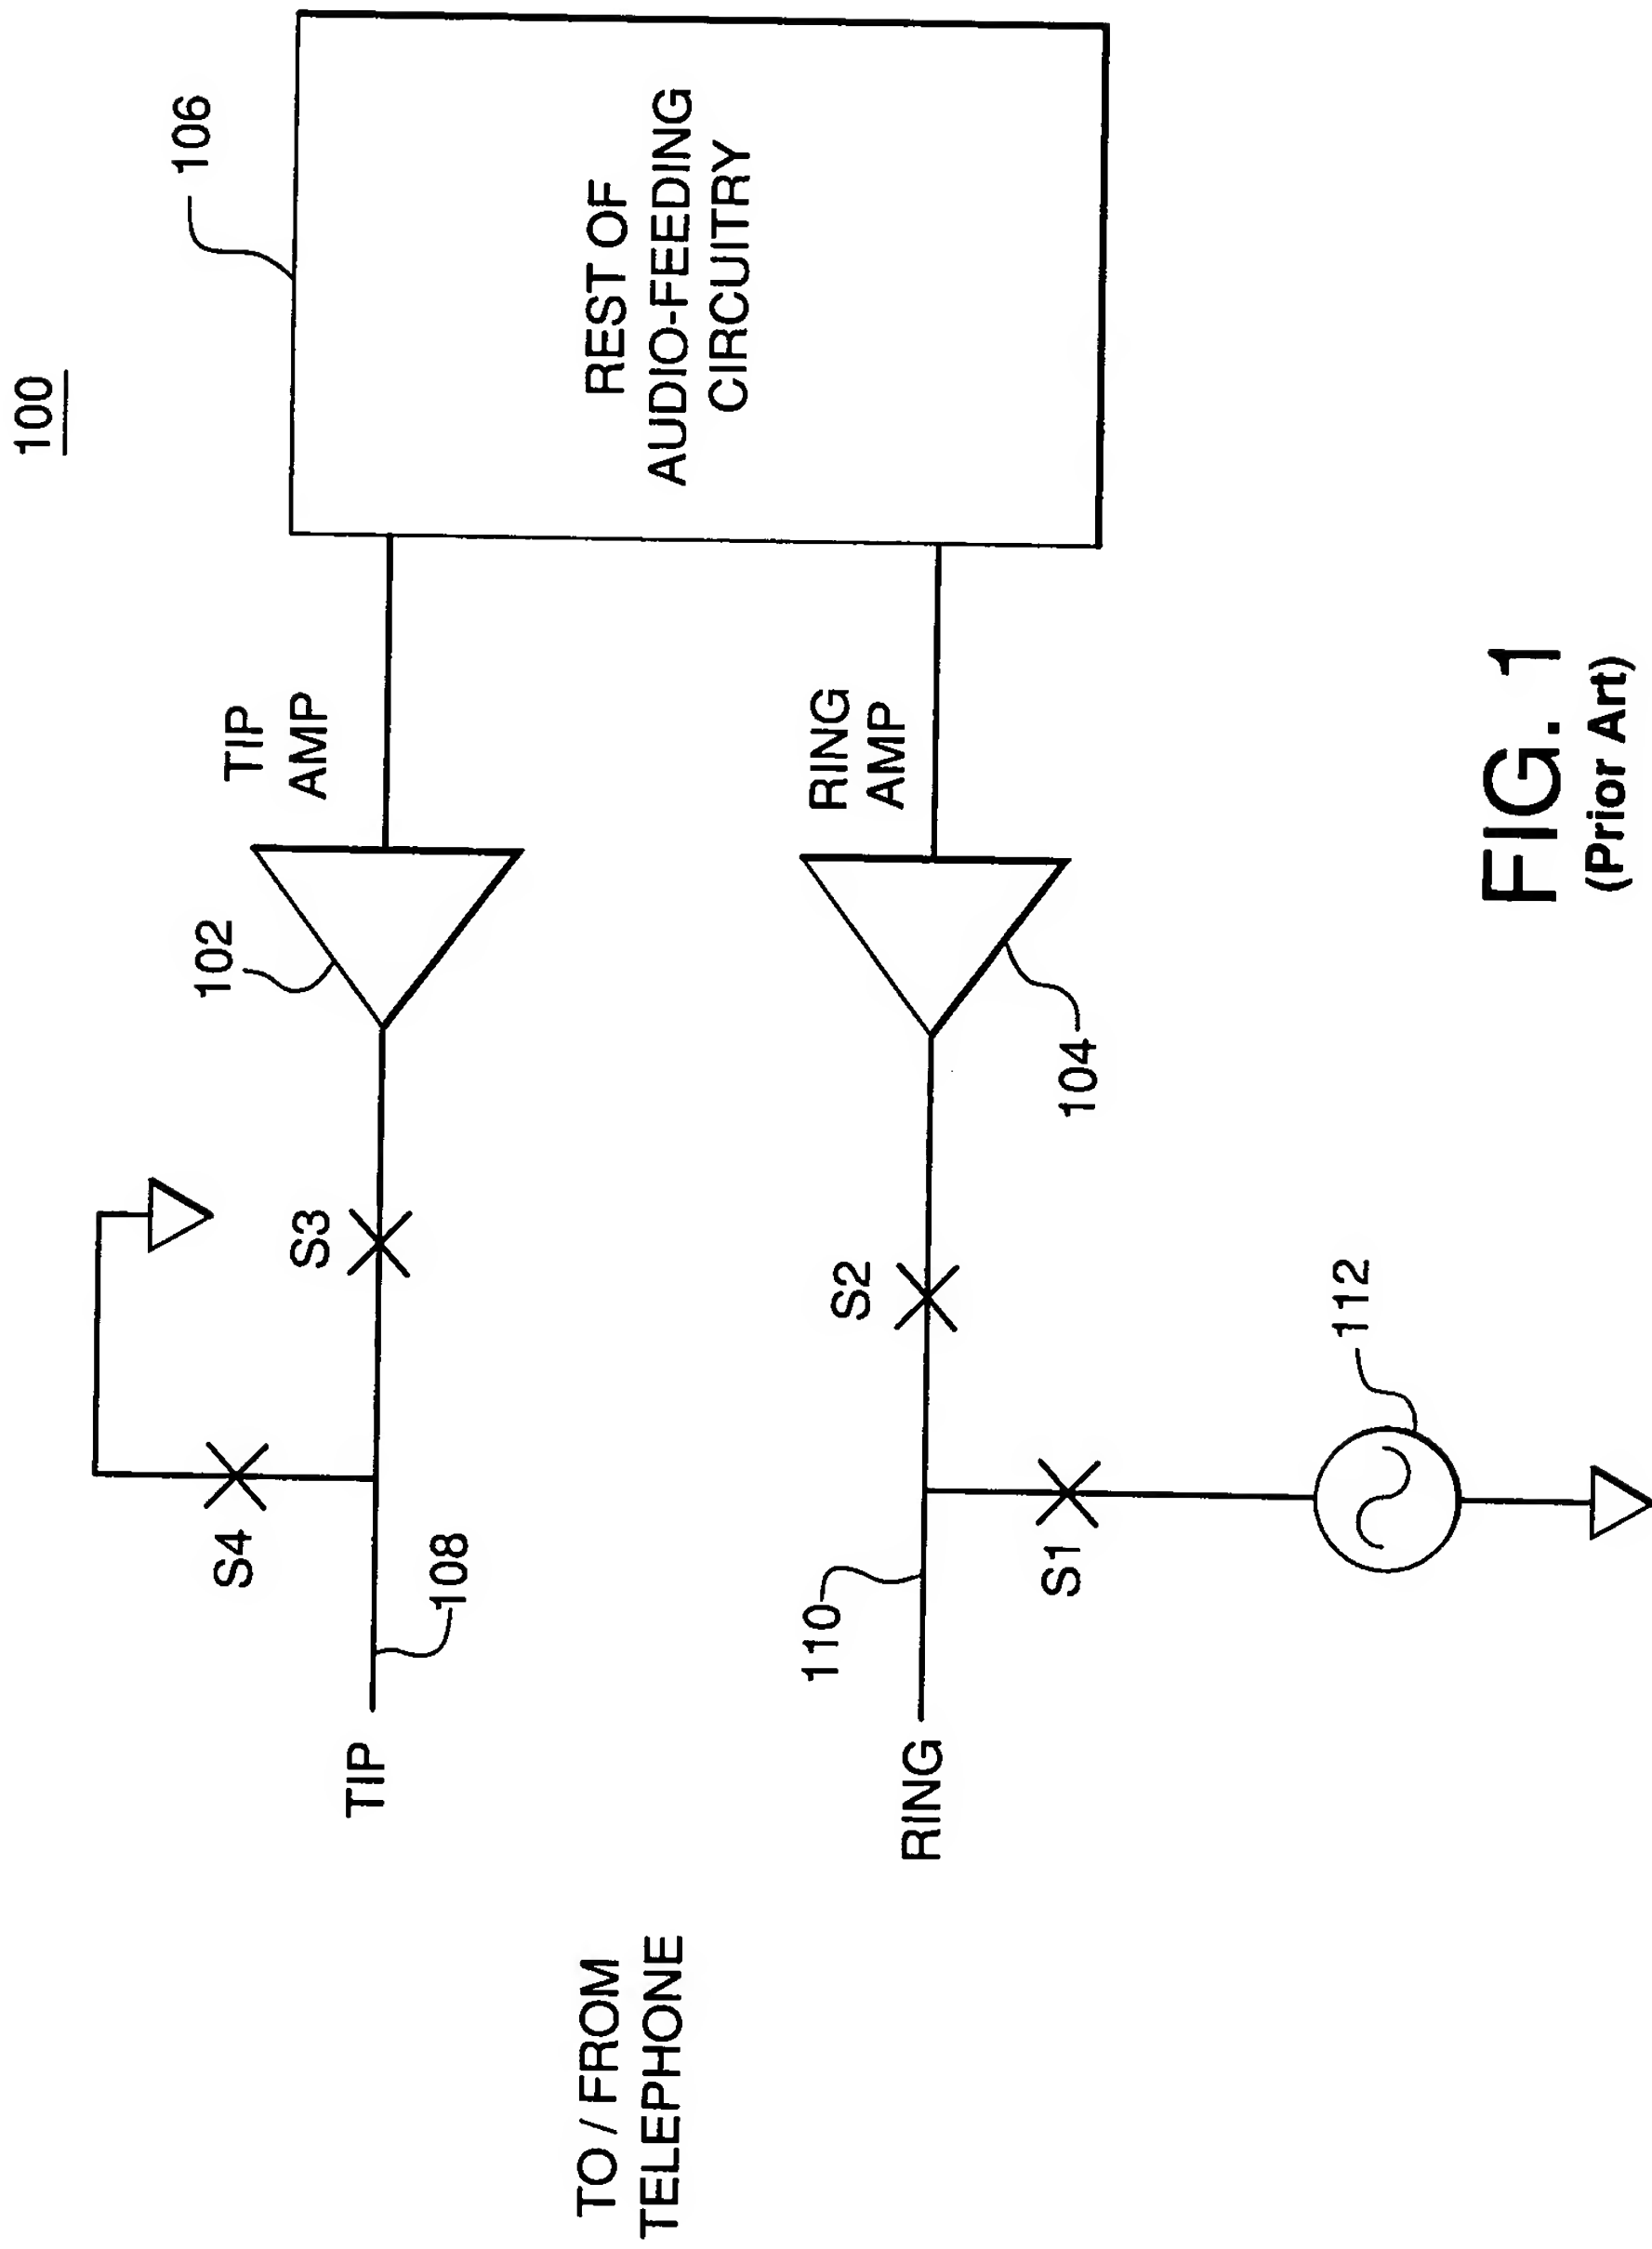 100
106
REST OF
AUDIO-FEEDING
CIRCUITRY
TIP
AMP
102
S3
S4
108
TIP
RING
AMP
104
S2
110
S1
112
RING
TO / FROM
TELEPHONE
FIG. 1
(Prior Art)